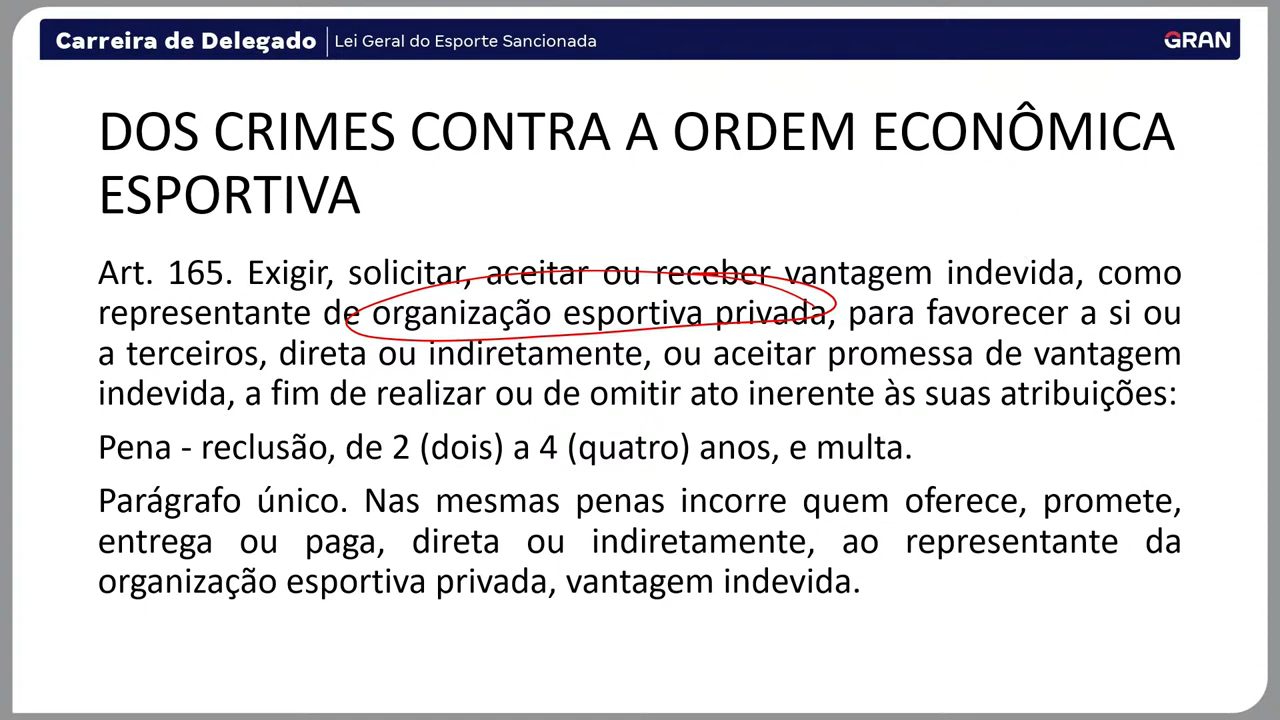 Carreira de Delegado | Lei Geral do Esporte Sancionada
GRAN
DOS CRIMES CONTRA A ORDEM ECONÔMICA
ESPORTIVA
Art. 165. Exigir, solicitar, aceitar ou receber vantagem indevida, como
representante de organização esportiva privada, para favorecer a si ou
a terceiros, direta ou indiretamente, ou aceitar promessa de vantagem
indevida, a fim de realizar ou de omitir ato inerente às suas atribuições:
Pena - reclusão, de 2 (dois) a 4 (quatro) anos, e multa.
Parágrafo único. Nas mesmas penas incorre quem oferece, promete,
entrega ou paga, direta ou indiretamente, ao representante da
organização esportiva privada, vantagem indevida.